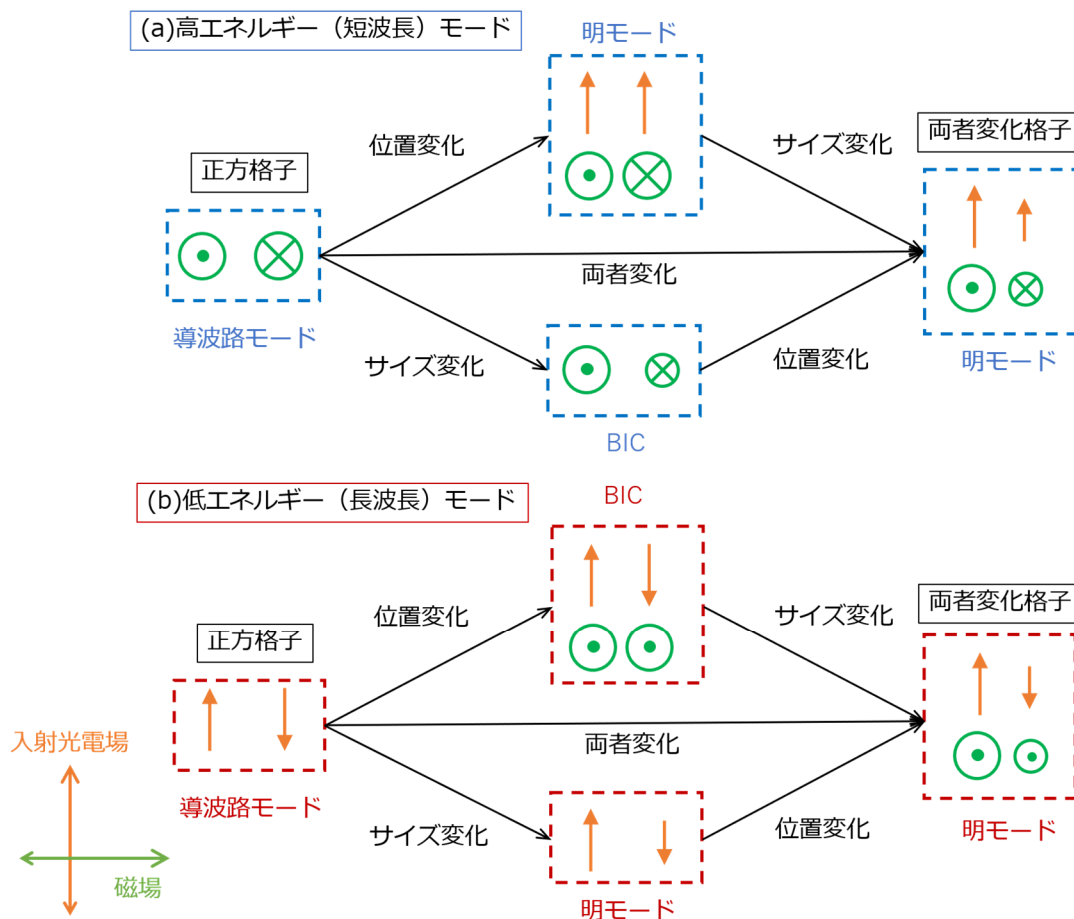 (a)高エネルギー（短波長）モード
明モード
位置変化
サイズ変化
両者変化格子
正方格子
両者変化
導波路モード
サイズ変化
位置変化
明モード
BIC
(b)低エネルギー（長波長）モード
BIC
位置変化
サイズ変化
両者変化格子
正方格子
入射光電場
両者変化
導波路モード
サイズ変化
位置変化
明モード
磁場
明モード